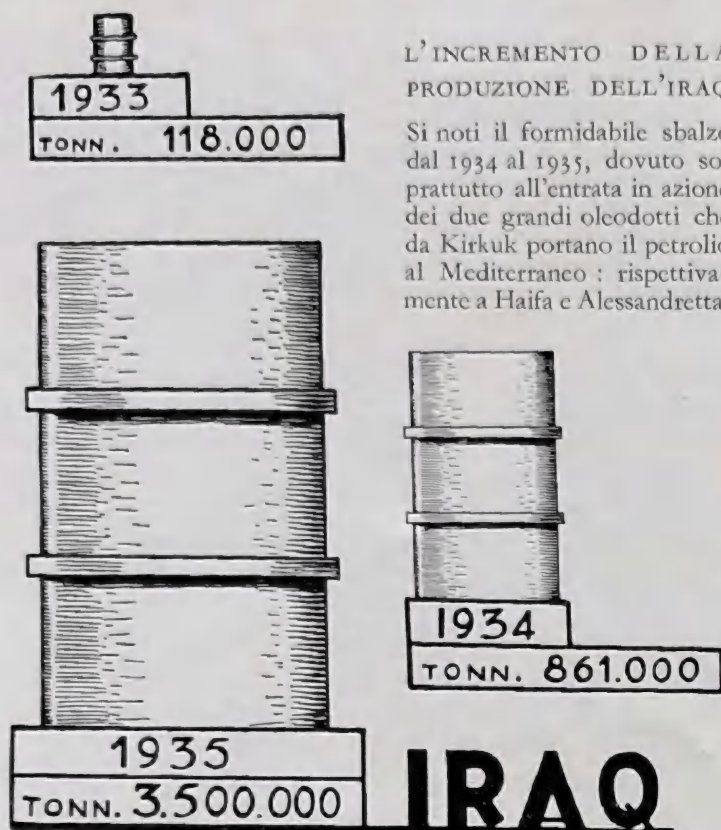 1933
TONN. 118.000
L'INCREMENTO DELLA
PRODUZIONE DELL'IRAQ
Si noti il formidabile sbalzo
dal 1934 al 1935, dovuto so-
prattutto all'entrata in azione
dei due grandi oleodotti che
da Kirkuk portano il petrolio
al Mediterraneo : rispettiva-
mente a Haifa e Alessandretta.
1934
TONN. 861.000
1935
TONN. 3.500.000
IRAQ